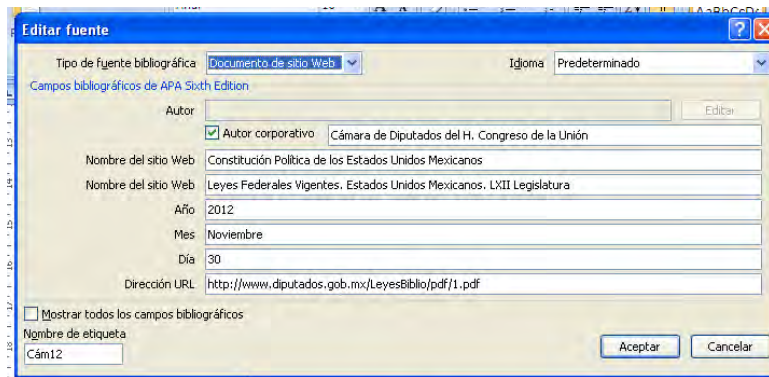 Editar fuente
Tipo de fuente bibliográfica Documento de sitio Web Idioma Predeterminado
Campos bibliográficos de APA Sixth Edition
Autor Editar
Autor corporativo Cámara de Diputados del H. Congreso de la Unión
Nombre del sitio Web Constitución Política de los Estados Unidos Mexicanos
Nombre del sitio Web Leyes Federales Vigentes. Estados Unidos Mexicanos. LXII Legislatura
Año 2012
Mes Noviembre
Día 30
Dirección URL http://www.diputados.gob.mx/LeyesBiblio/pdf/1.pdf
Mostrar todos los campos bibliográficos
Nombre de etiqueta
Cám12 Aceptar Cancelar